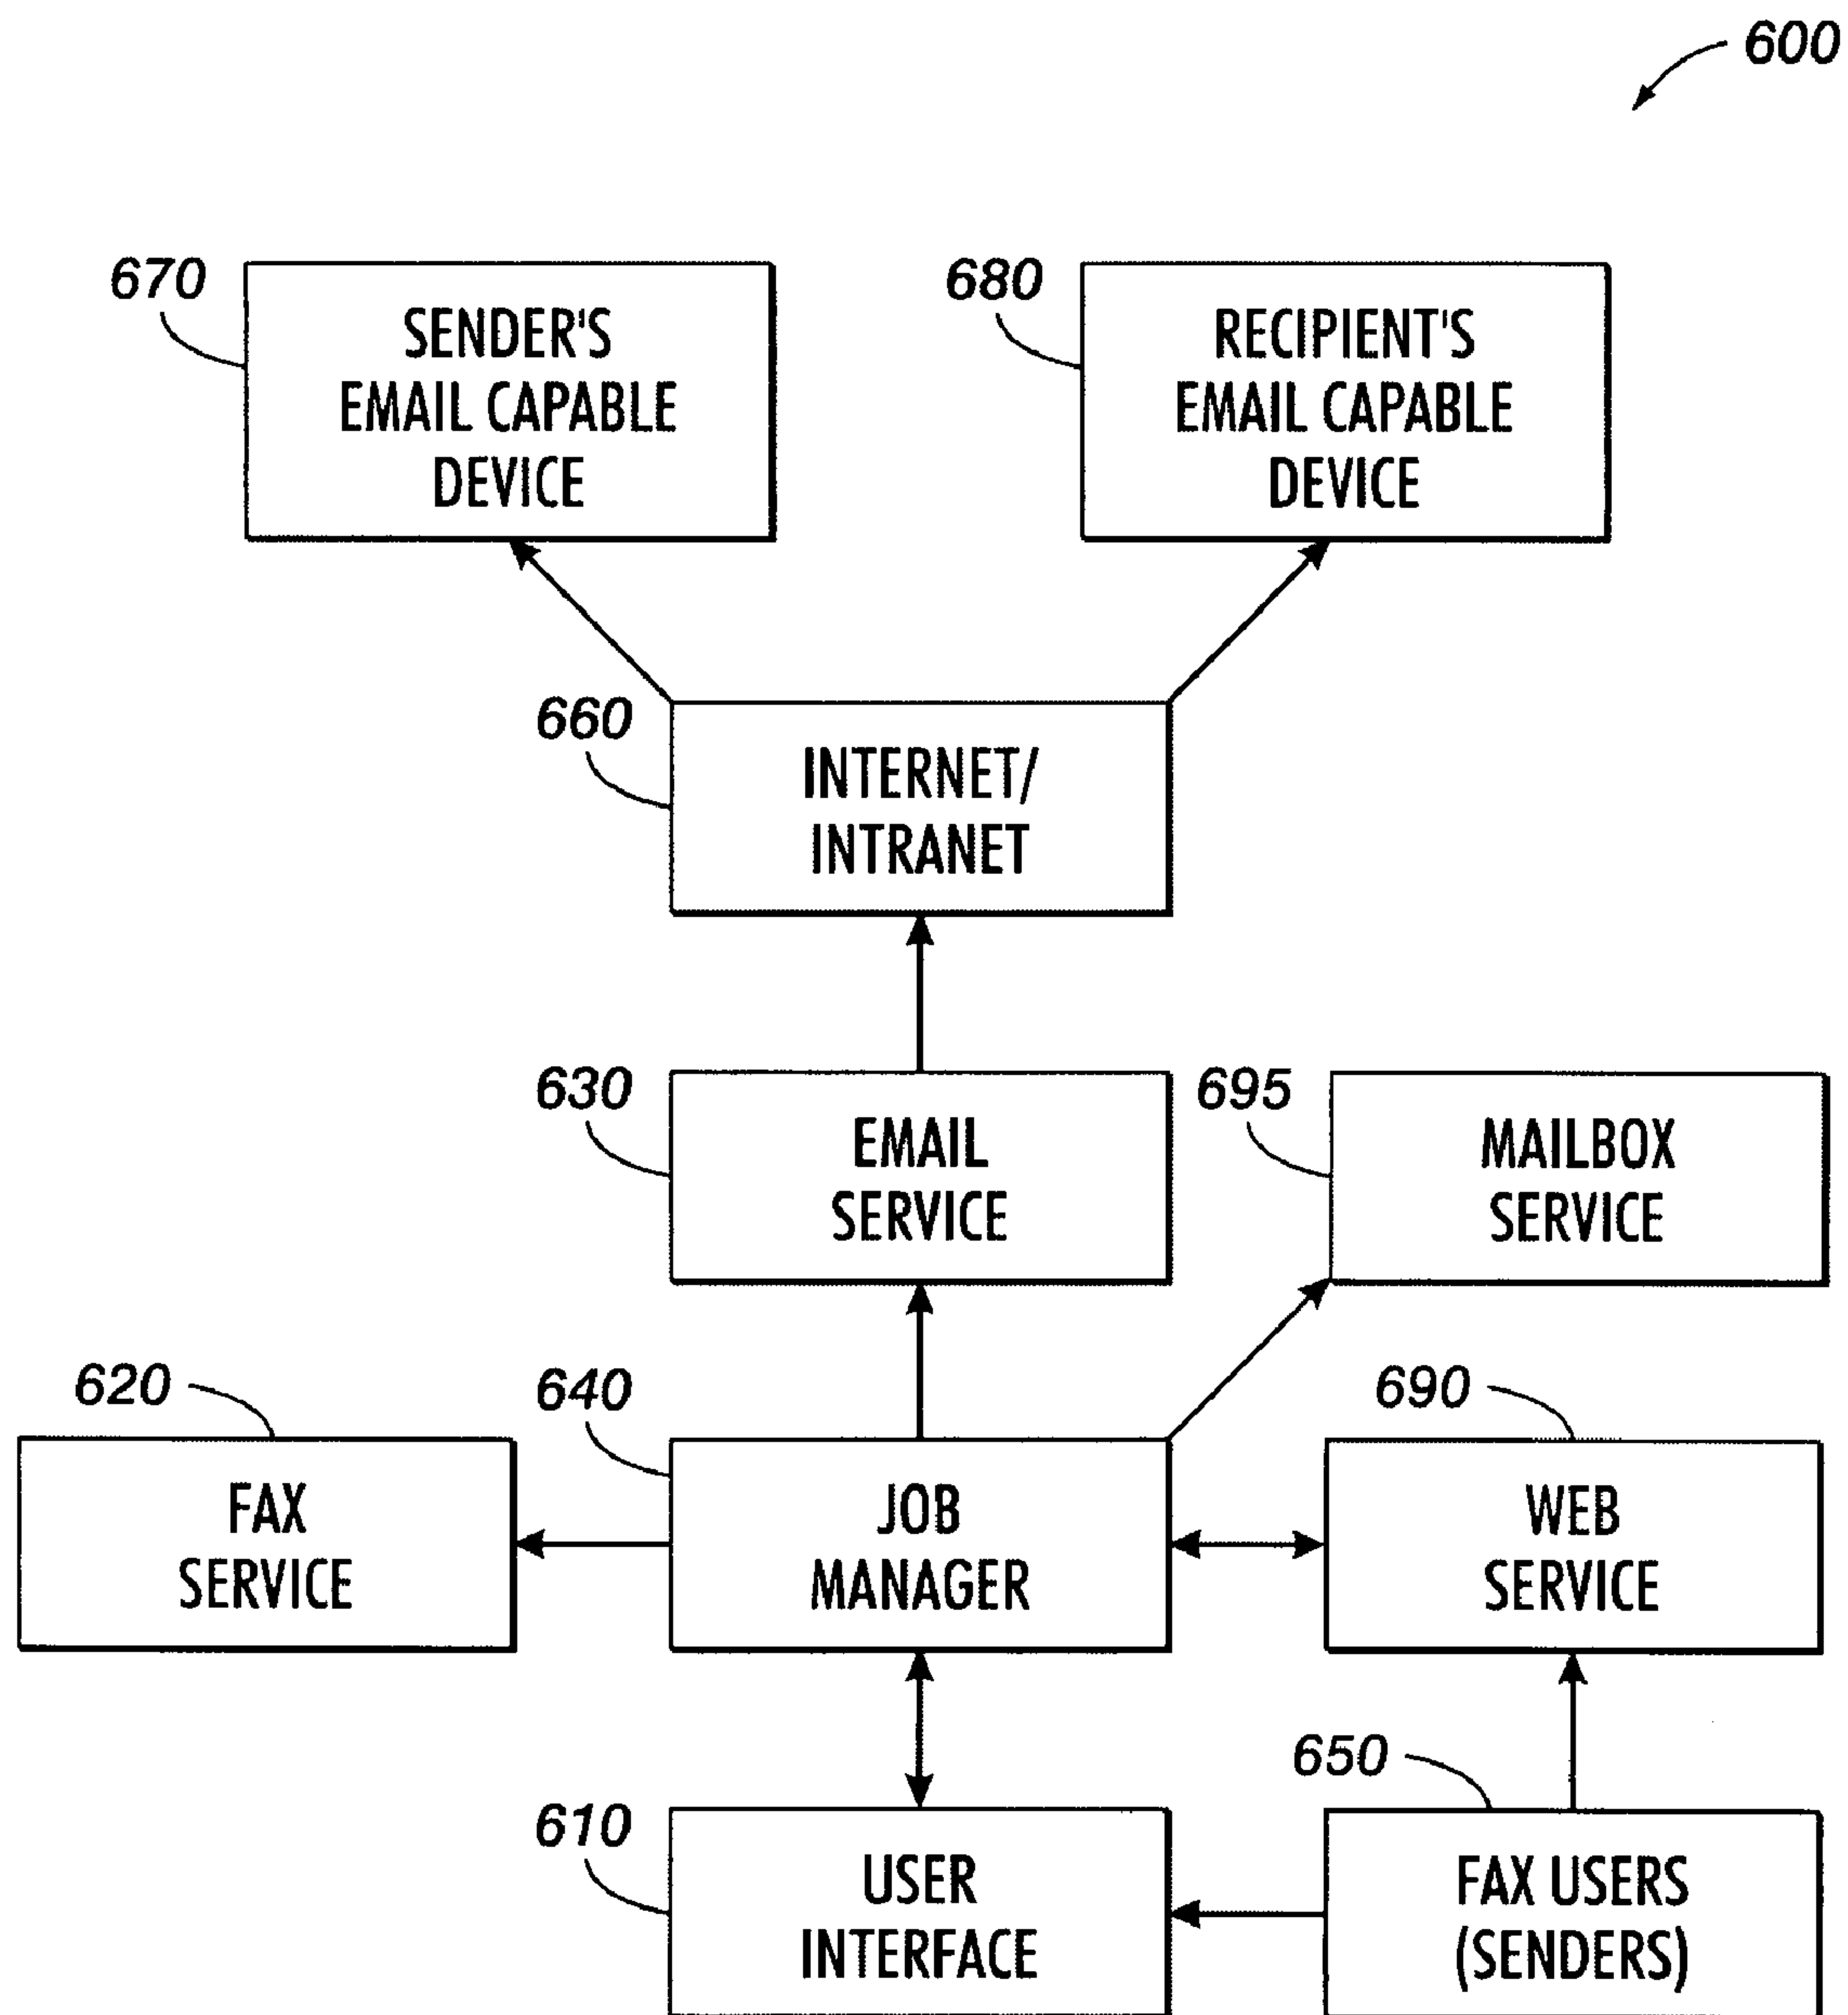 600
670
SENDER'S
EMAIL CAPABLE
DEVICE
680
RECIPIENT'S
EMAIL CAPABLE
DEVICE
660
INTERNET/
INTRANET
630
EMAIL
SERVICE
695
MAILBOX
SERVICE
620
FAX
SERVICE
640
JOB
MANAGER
690
WEB
SERVICE
610
USER
INTERFACE
650
FAX USERS
(SENDERS)